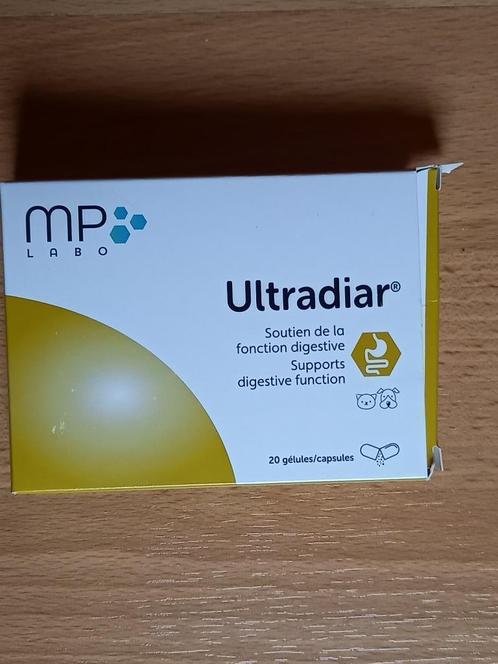 MP
LABO
Ultradiar®
Soutien de la
fonction digestive
Supports
digestive function
20 gélules/capsules